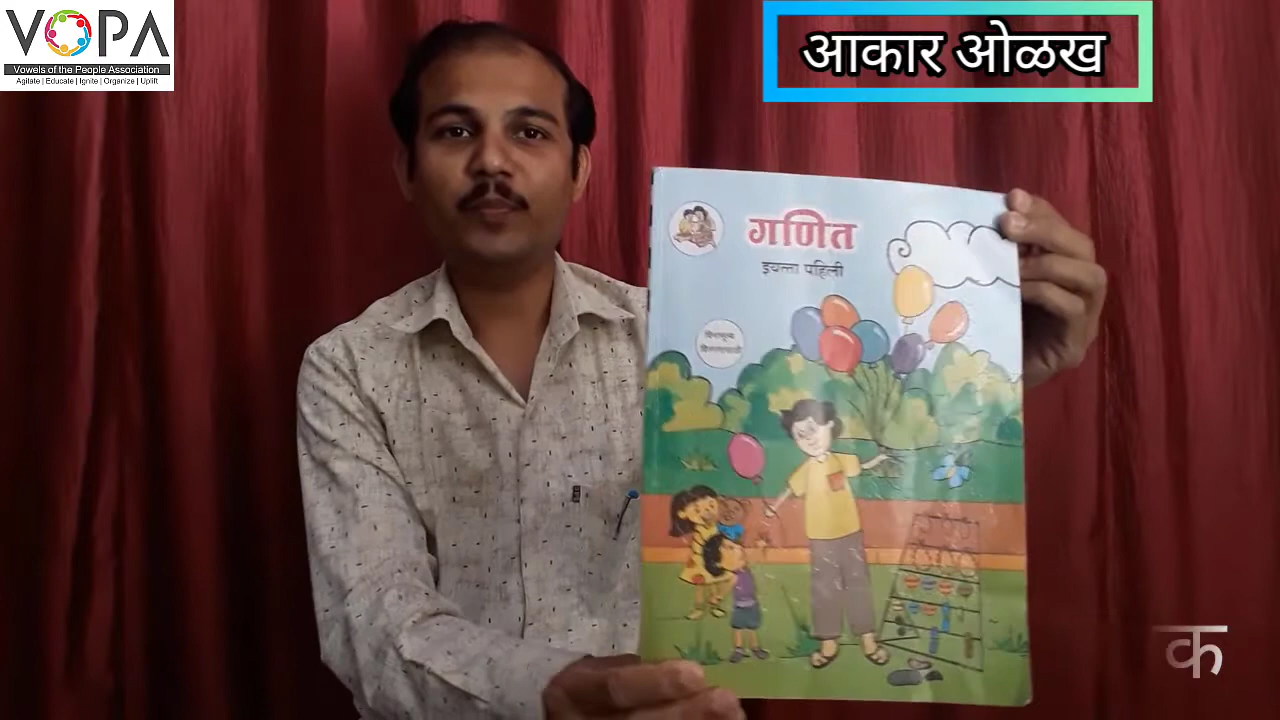 VOPA
Vowels of the People Association
Agitate | Educate | Ignite | Organize | Uplift
आकार ओळख
गणित
इयत्ता पहिली
क